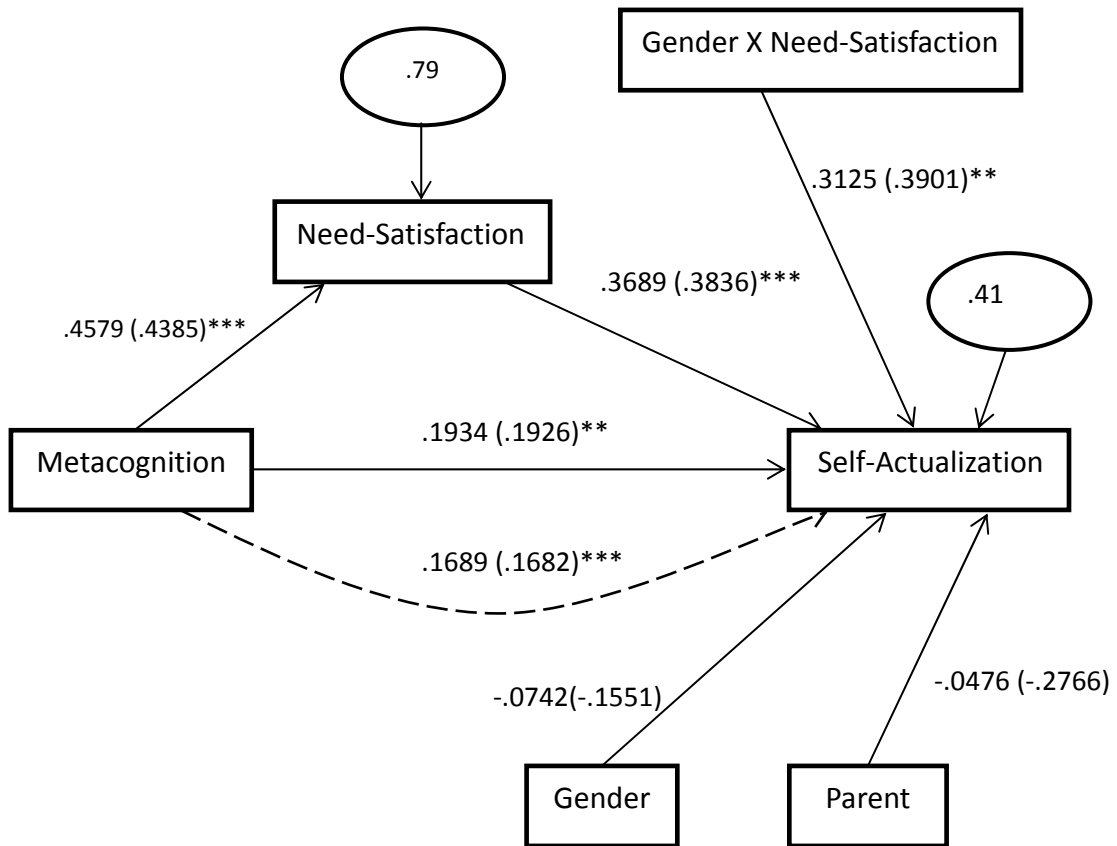 Gender X Need-Satisfaction
.79
.3125 (.3901)**
Need-Satisfaction
.3689 (.3836)***
.41
.4579 (.4385)***
.1934 (.1926)**
Metacognition
Self-Actualization
.1689 (.1682)***
-.0742(-.1551)
-.0476 (-.2766)
Gender
Parent